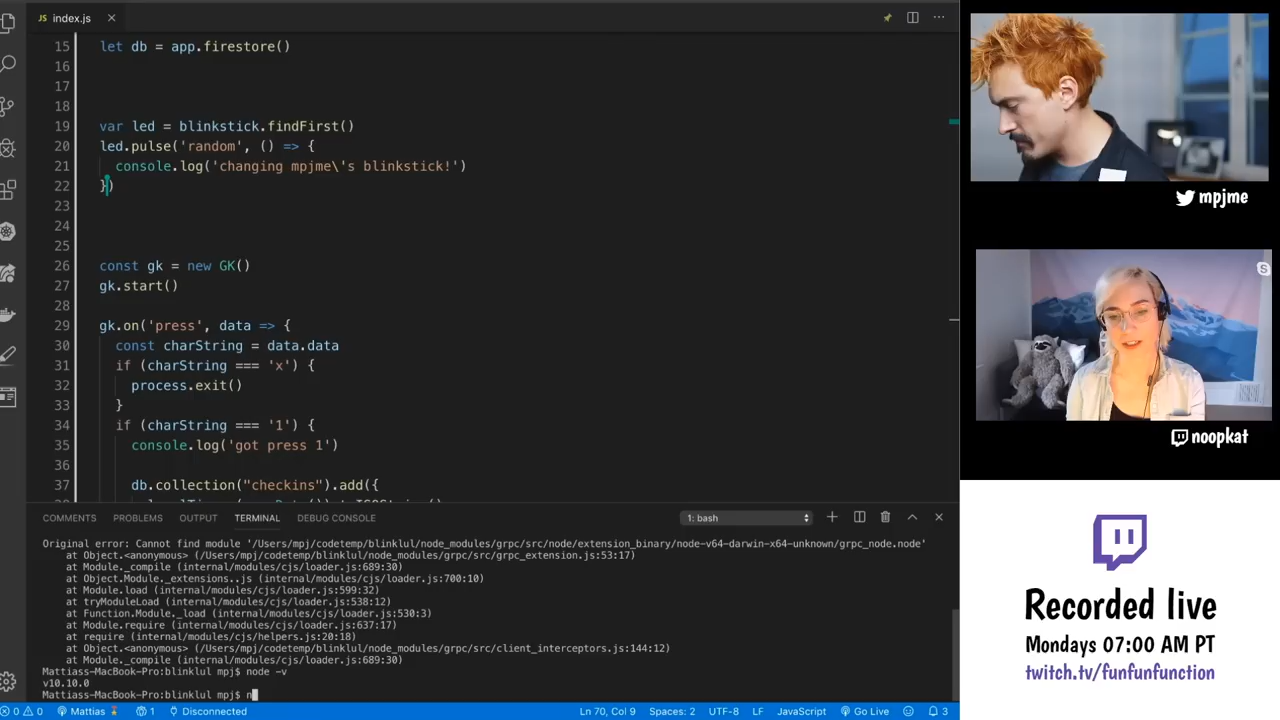 JS index.js ×
15 let db = app.firestore()
16
17
18
19 var led = blinkstick.findFirst()
20 led.pulse('random', () => {
21 console.log('changing mpjme\'s blinkstick!')
22 })
23
24
25
26 const gk = new GK()
27 gk.start()
28
29 gk.on('press', data => {
30 const charString = data.data
31 if (charString === 'x') {
32 process.exit()
33 }
34 if (charString === '1') {
35 console.log('got press 1')
36
37 db.collection("checkins").add({
COMMENTS PROBLEMS OUTPUT TERMINAL DEBUG CONSOLE 1: bash
Original error: Cannot find module '/Users/mpj/codetemp/blinklul/node_modules/grpc/src/node/extension_binary/node-v64-darwin-x64-unknown/grpc_node.node'
at Object.<anonymous> (/Users/mpj/codetemp/blinklul/node_modules/grpc/src/grpc_extension.js:53:17)
at Module._compile (internal/modules/cjs/loader.js:689:30)
at Object.Module._extensions..js (internal/modules/cjs/loader.js:700:10)
at Module.load (internal/modules/cjs/loader.js:599:32)
at tryModuleLoad (internal/modules/cjs/loader.js:538:12)
at Function.Module._load (internal/modules/cjs/loader.js:530:3)
at Module.require (internal/modules/cjs/loader.js:637:17)
at require (internal/modules/cjs/helpers.js:20:18)
at Object.<anonymous> (/Users/mpj/codetemp/blinklul/node_modules/grpc/src/client_interceptors.js:144:12)
at Module._compile (internal/modules/cjs/loader.js:689:30)
Mattiass-MacBook-Pro:blinklul mpj$ node -v
v10.10.0
Mattiass-MacBook-Pro:blinklul mpj$ n
0 0 Mattias 1 Disconnected Ln 70, Col 9 Spaces: 2 UTF-8 LF JavaScript Go Live 3
mpjme
noopkat
Recorded live
Mondays 07:00 AM PT
twitch.tv/funfunfunction